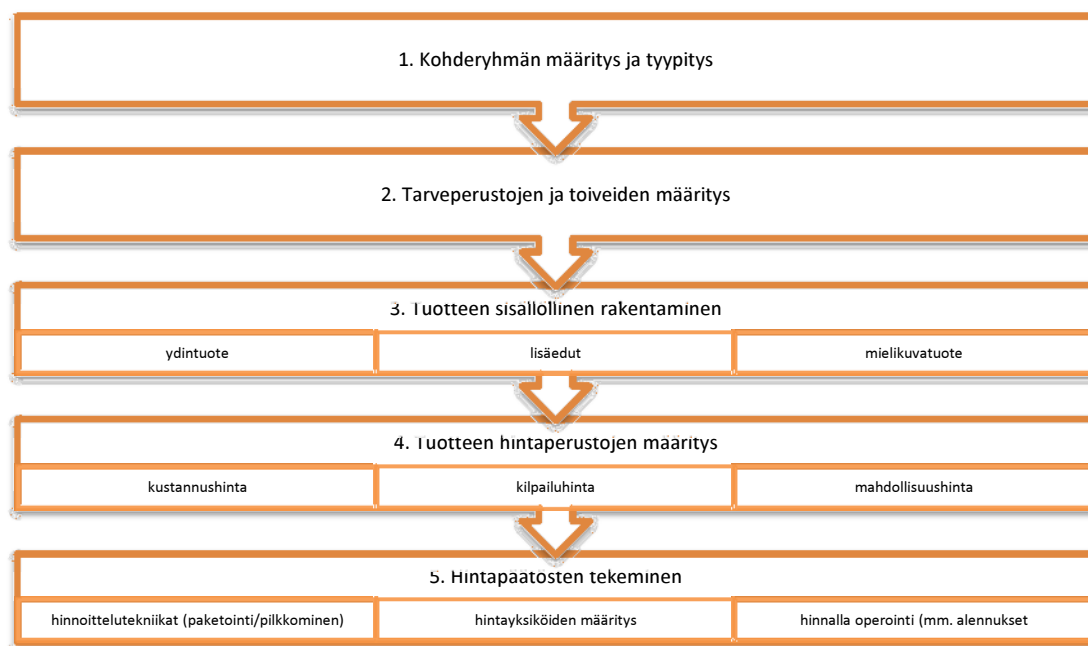 1. Kohderyhmän määritys ja tyypitys
2. Tarveperustojen ja toiveiden määritys
3. Tuotteen sisällöllinen rakentaminen
ydintuote lisäedut mielikuvatuote
4. Tuotteen hintaperustojen määritys
kustannushinta kilpailuhinta mahdollisuushinta
5. Hintapäätösten tekeminen
hinnoittelutekniikat (paketointi/pilkkominen) hintayksiköiden määritys hinnalla operointi (mm. alennukset